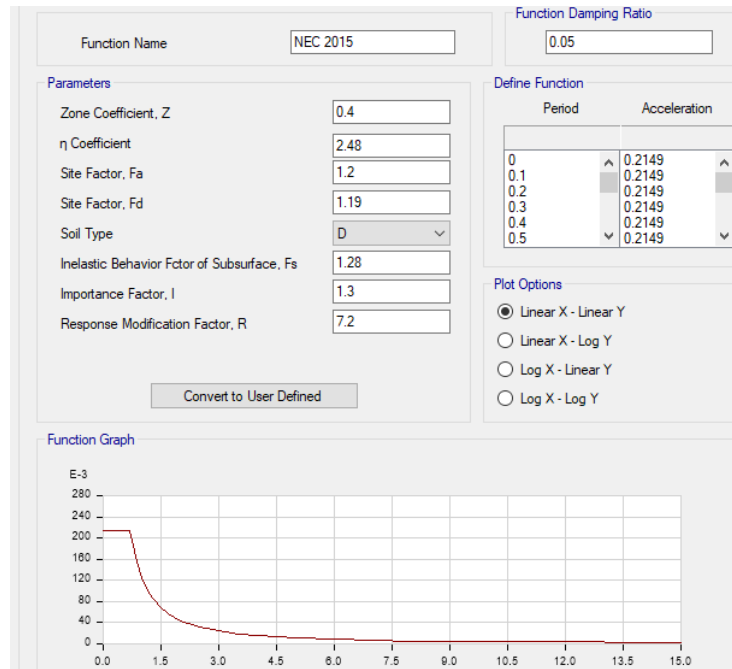 Function Damping Ratio
Function Name NEC 2015 0.05
Parameters Define Function
Zone Coefficient, Z 0.4
η Coefficient 2.48
Site Factor, Fa 1.2
Site Factor, Fd 1.19
Soil Type D
Inelastic Behavior Fctor of Subsurface, Fs 1.28
Importance Factor, I 1.3
Response Modification Factor, R 7.2
Convert to User Defined
Period Acceleration
0 0.2149
0.1 0.2149
0.2 0.2149
0.3 0.2149
0.4 0.2149
0.5 0.2149
Plot Options
Linear X - Linear Y
Linear X - Log Y
Log X - Linear Y
Log X - Log Y
Function Graph
E-3
280
240
200
160
120
80
40
0
0.0 1.5 3.0 4.5 6.0 7.5 9.0 10.5 12.0 13.5 15.0